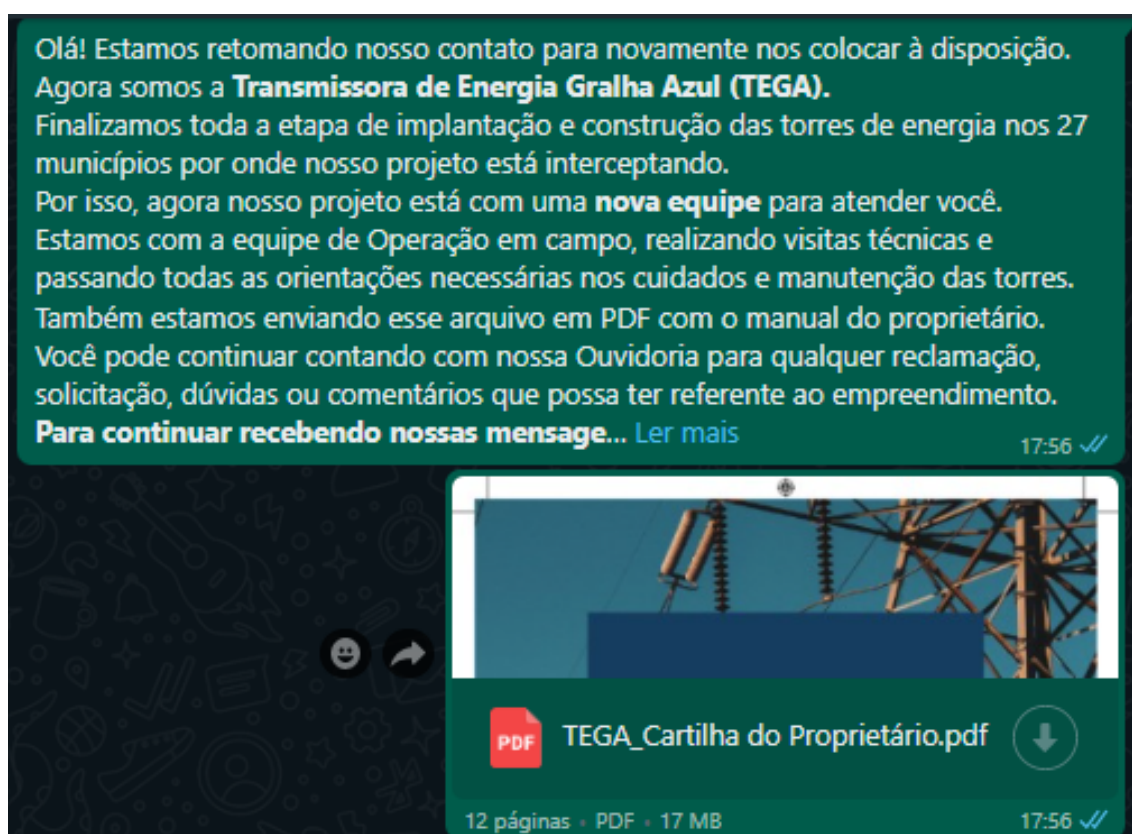 Olá! Estamos retomando nosso contato para novamente nos colocar à disposição.
Agora somos a Transmissora de Energia Gralha Azul (TEGA).
Finalizamos toda a etapa de implantação e construção das torres de energia nos 27
municípios por onde nosso projeto está interceptando.
Por isso, agora nosso projeto está com uma nova equipe para atender você.
Estamos com a equipe de Operação em campo, realizando visitas técnicas e
passando todas as orientações necessárias nos cuidados e manutenção das torres.
Também estamos enviando esse arquivo em PDF com o manual do proprietário.
Você pode continuar contando com nossa Ouvidoria para qualquer reclamação,
solicitação, dúvidas ou comentários que possa ter referente ao empreendimento.
Para continuar recebendo nossas mensage... Ler mais
17:56
PDF TEGA_Cartilha do Proprietário.pdf
12 páginas • PDF • 17 MB 17:56